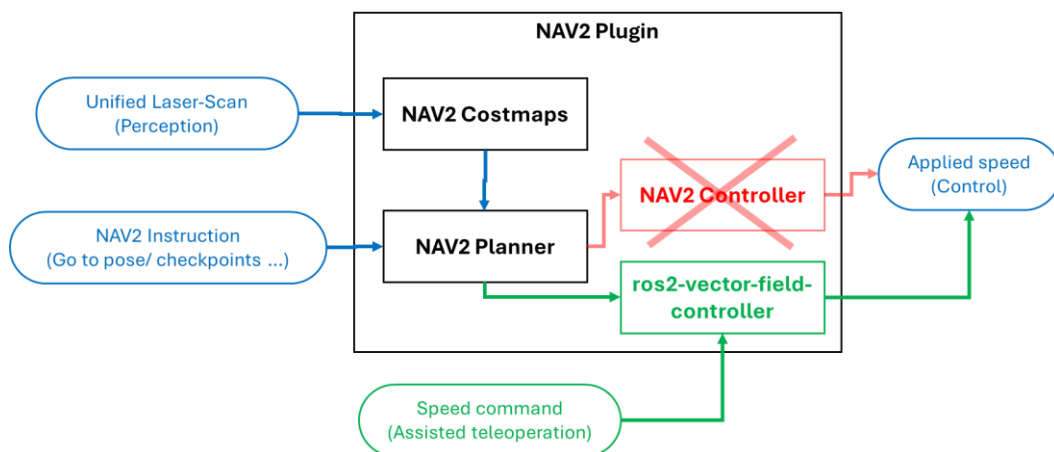 NAV2 Plugin
Unified Laser-Scan
(Perception)
NAV2 Costmaps
NAV2 Controller
Applied speed
(Control)
NAV2 Instruction
(Go to pose/ checkpoints ...)
NAV2 Planner
ros2-vector-field-
controller
Speed command
(Assisted teleoperation)